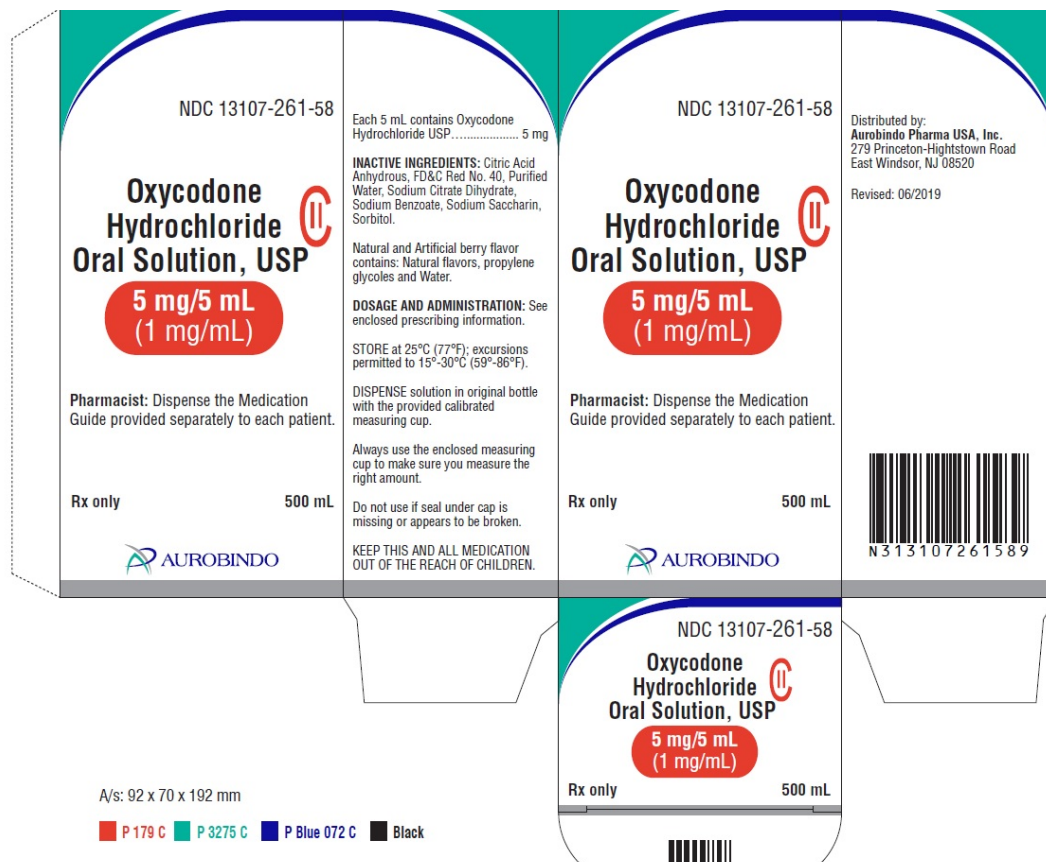 NDC 13107-261-58
Oxycodone
Hydrochloride
CII
Oral Solution, USP
5 mg/5 mL
(1 mg/mL)
Pharmacist: Dispense the Medication
Guide provided separately to each patient.
Rx only 500 mL
AUROBINDO
Each 5 mL contains Oxycodone
Hydrochloride USP.................... 5 mg
INACTIVE INGREDIENTS: Citric Acid
Anhydrous, FD&C Red No. 40, Purified
Water, Sodium Citrate Dihydrate,
Sodium Benzoate, Sodium Saccharin,
Sorbitol.
Natural and Artificial berry flavor
contains: Natural flavors, propylene
glycoles and Water.
DOSAGE AND ADMINISTRATION: See
enclosed prescribing information.
STORE at 25°C (77°F); excursions
permitted to 15°-30°C (59°-86°F).
DISPENSE solution in original bottle
with the provided calibrated
measuring cup.
Always use the enclosed measuring
cup to make sure you measure the
right amount.
Do not use if seal under cap is
missing or appears to be broken.
KEEP THIS AND ALL MEDICATION
OUT OF THE REACH OF CHILDREN.
NDC 13107-261-58
Oxycodone
Hydrochloride
CII
Oral Solution, USP
5 mg/5 mL
(1 mg/mL)
Pharmacist: Dispense the Medication
Guide provided separately to each patient.
Rx only 500 mL
AUROBINDO
Distributed by:
Aurobindo Pharma USA, Inc.
279 Princeton-Hightstown Road
East Windsor, NJ 08520
Revised: 06/2019
N 3 1 3 1 0 7 2 6 1 5 8 9
NDC 13107-261-58
Oxycodone
Hydrochloride
CII
Oral Solution, USP
5 mg/5 mL
(1 mg/mL)
Rx only 500 mL
A/s: 92 x 70 x 192 mm
P 179 C P 3275 C P Blue 072 C Black